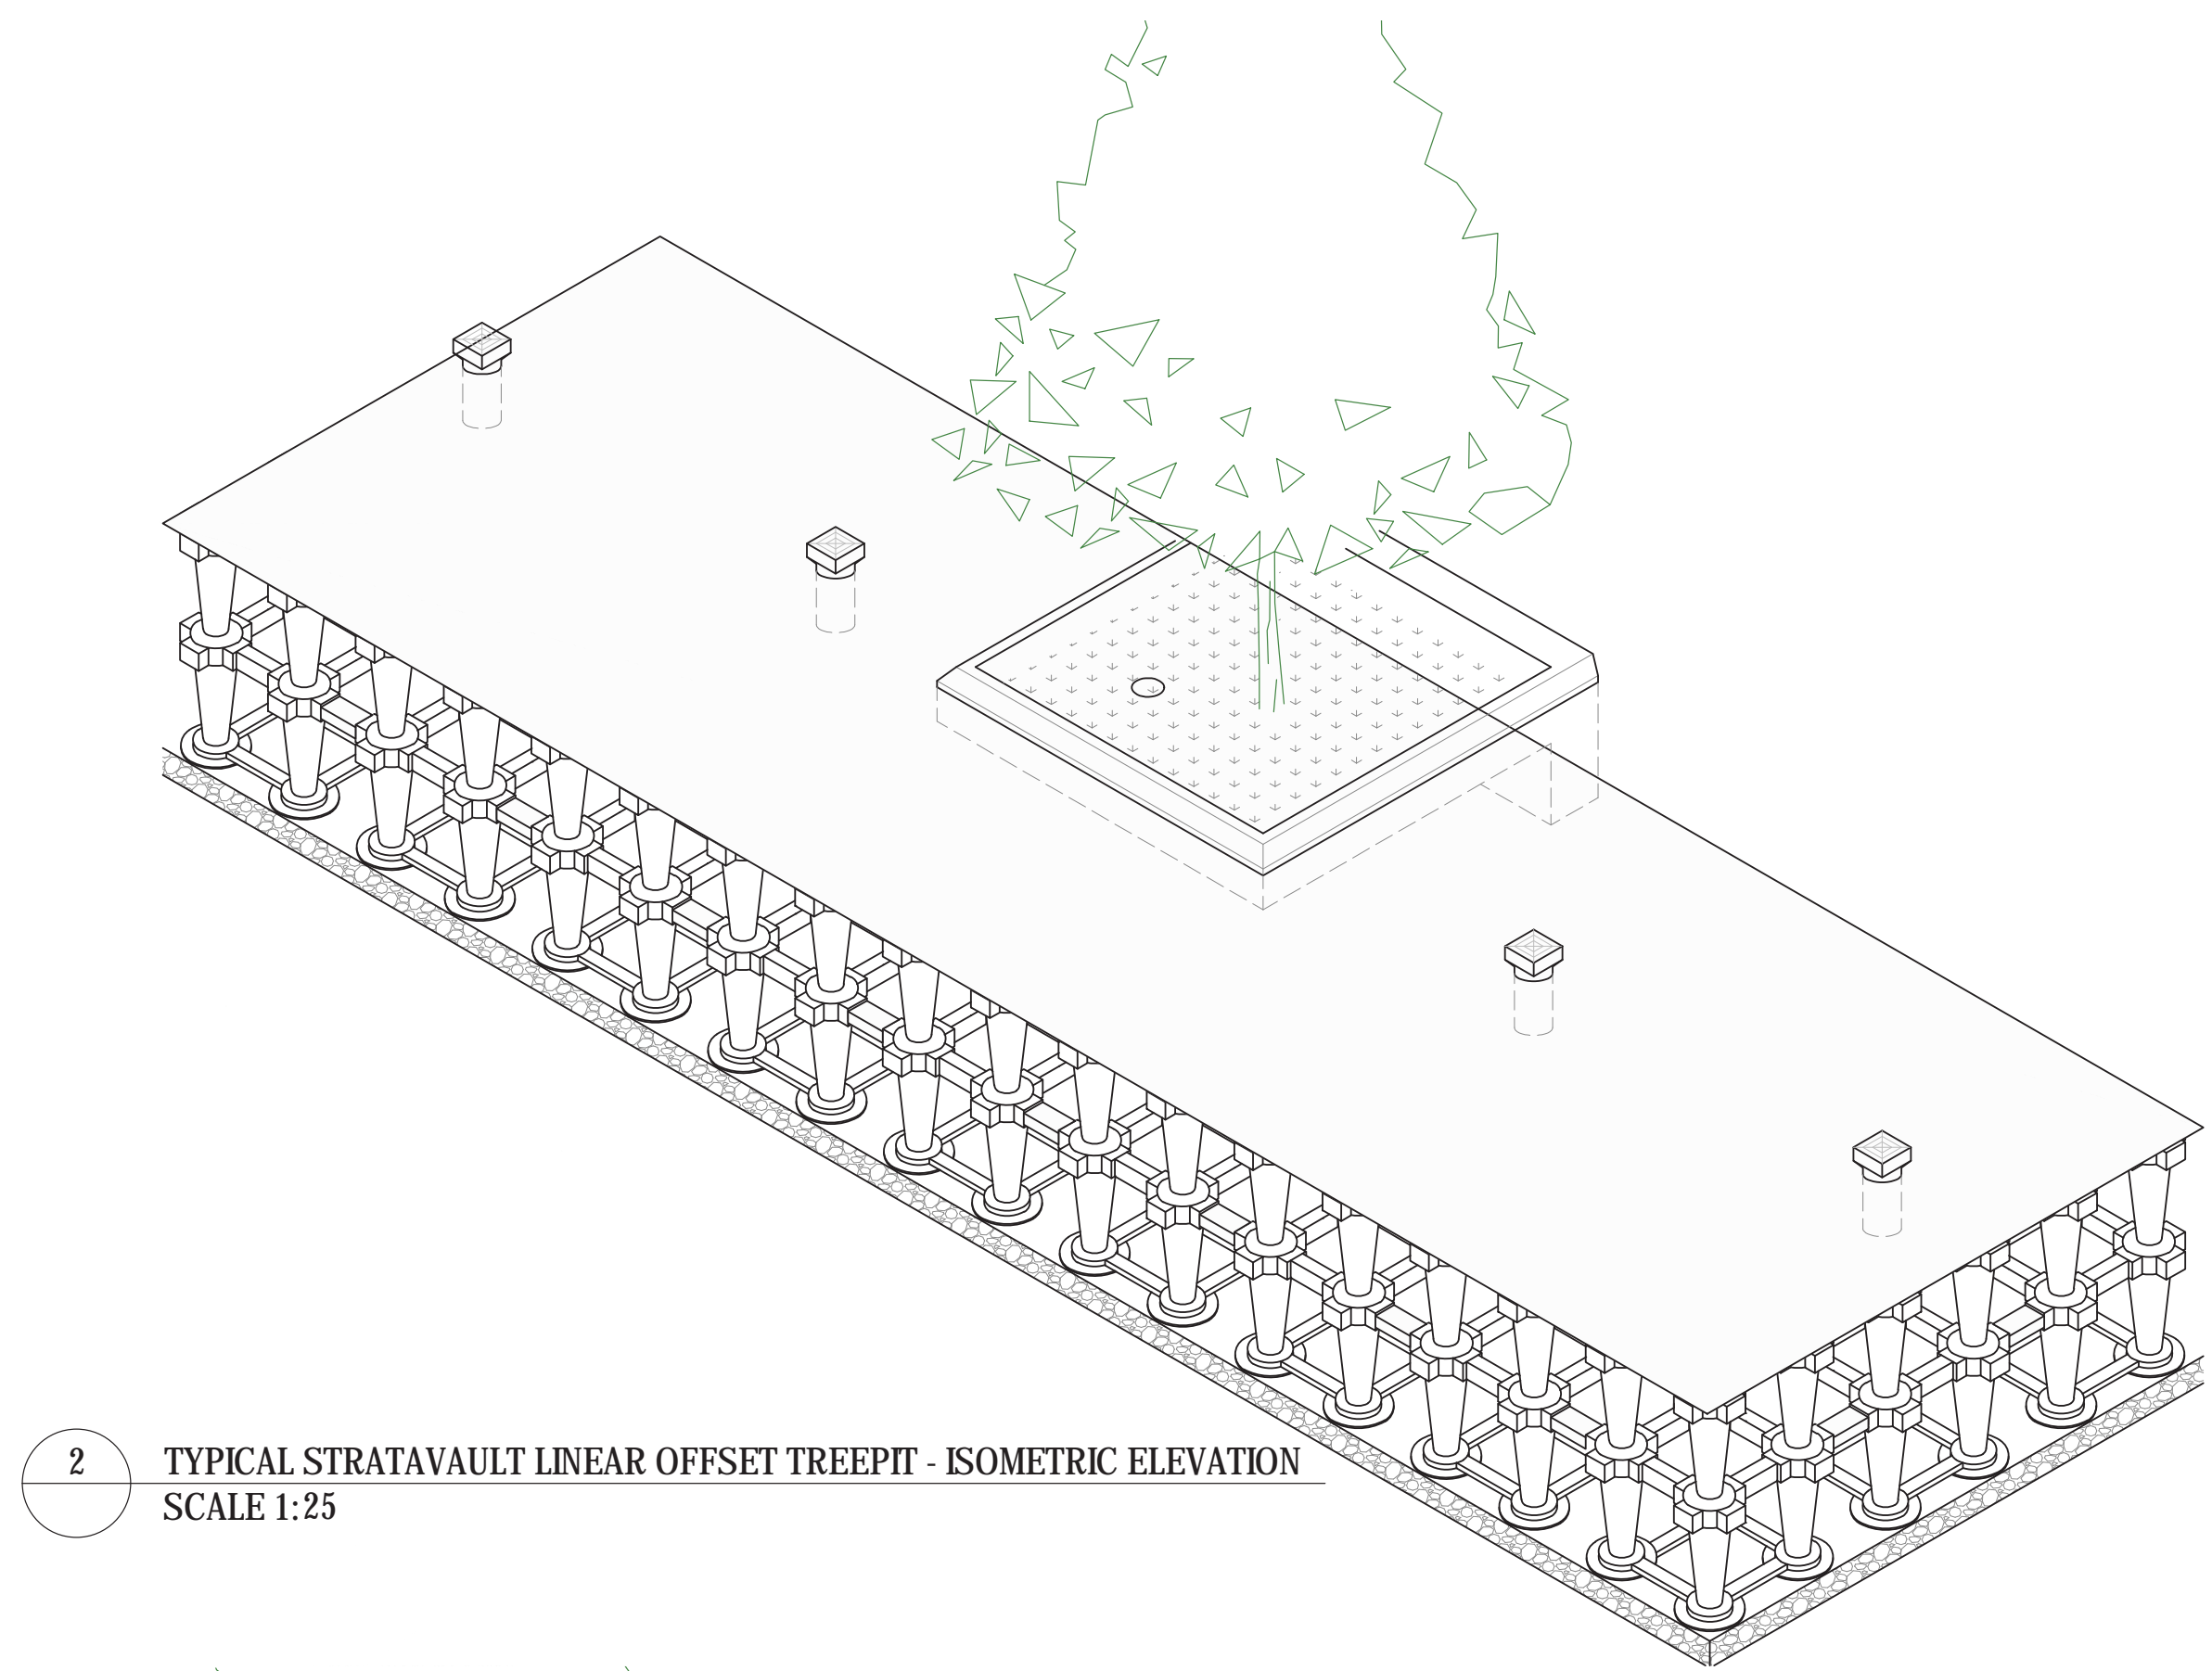 2
TYPICAL STRATAVAULT LINEAR OFFSET TREEPIT - ISOMETRIC ELEVATION
SCALE 1:25